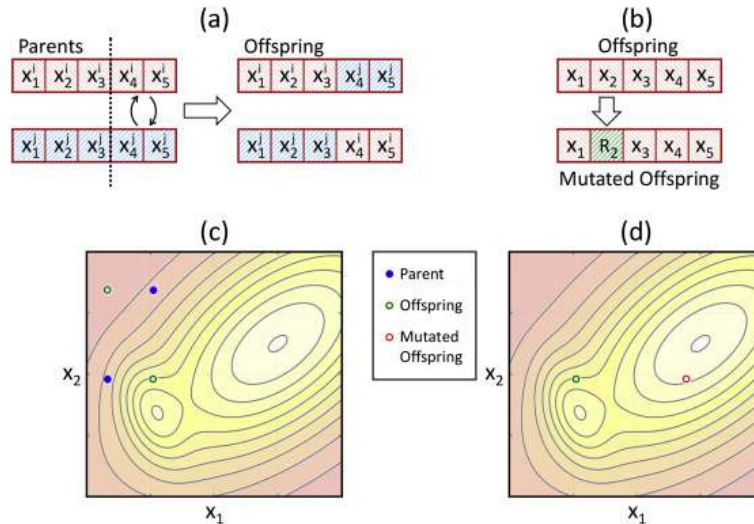 (a)
Parents
x₁ⁱ x₂ⁱ x₃ⁱ x₄ⁱ x₅ⁱ
x₁ʲ x₂ʲ x₃ʲ x₄ʲ x₅ʲ
Offspring
x₁ⁱ x₂ⁱ x₃ⁱ x₄ʲ x₅ʲ
x₁ʲ x₂ʲ x₃ʲ x₄ⁱ x₅ⁱ
(b)
Offspring
x₁ x₂ x₃ x₄ x₅
x₁ R₂ x₃ x₄ x₅
Mutated Offspring
(c)
x₂
x₁
Parent
Offspring
Mutated
Offspring
(d)
x₂
x₁